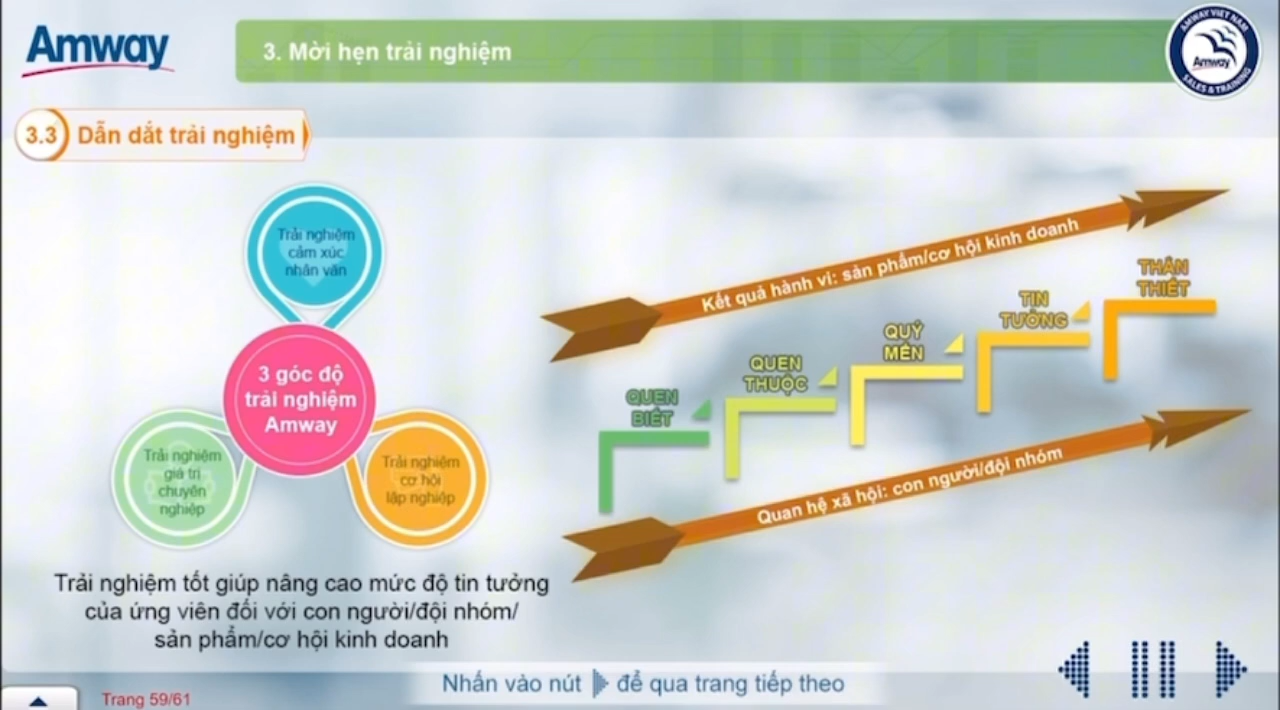 Amway
3. Mời hẹn trải nghiệm
AMWAY VIET NAM
Amway
SALES & TRAINING
3.3 Dẫn dắt trải nghiệm
Trải nghiệm
cảm xúc
nhân văn
3 góc độ
trải nghiệm
Amway
Trải nghiệm
giá trị
chuyên
nghiệp
Trải nghiệm
cơ hội
lập nghiệp
Trải nghiệm tốt giúp nâng cao mức độ tin tưởng
của ứng viên đối với con người/đội nhóm/
sản phẩm/cơ hội kinh doanh
Kết quả hành vi: sản phẩm/cơ hội kinh doanh
QUEN
BIẾT
QUEN
THUỘC
QUÝ
MẾN
TIN
TƯỞNG
THÂN
THIẾT
Quan hệ xã hội: con người/đội nhóm
Nhấn vào nút để qua trang tiếp theo
Trang 59/61